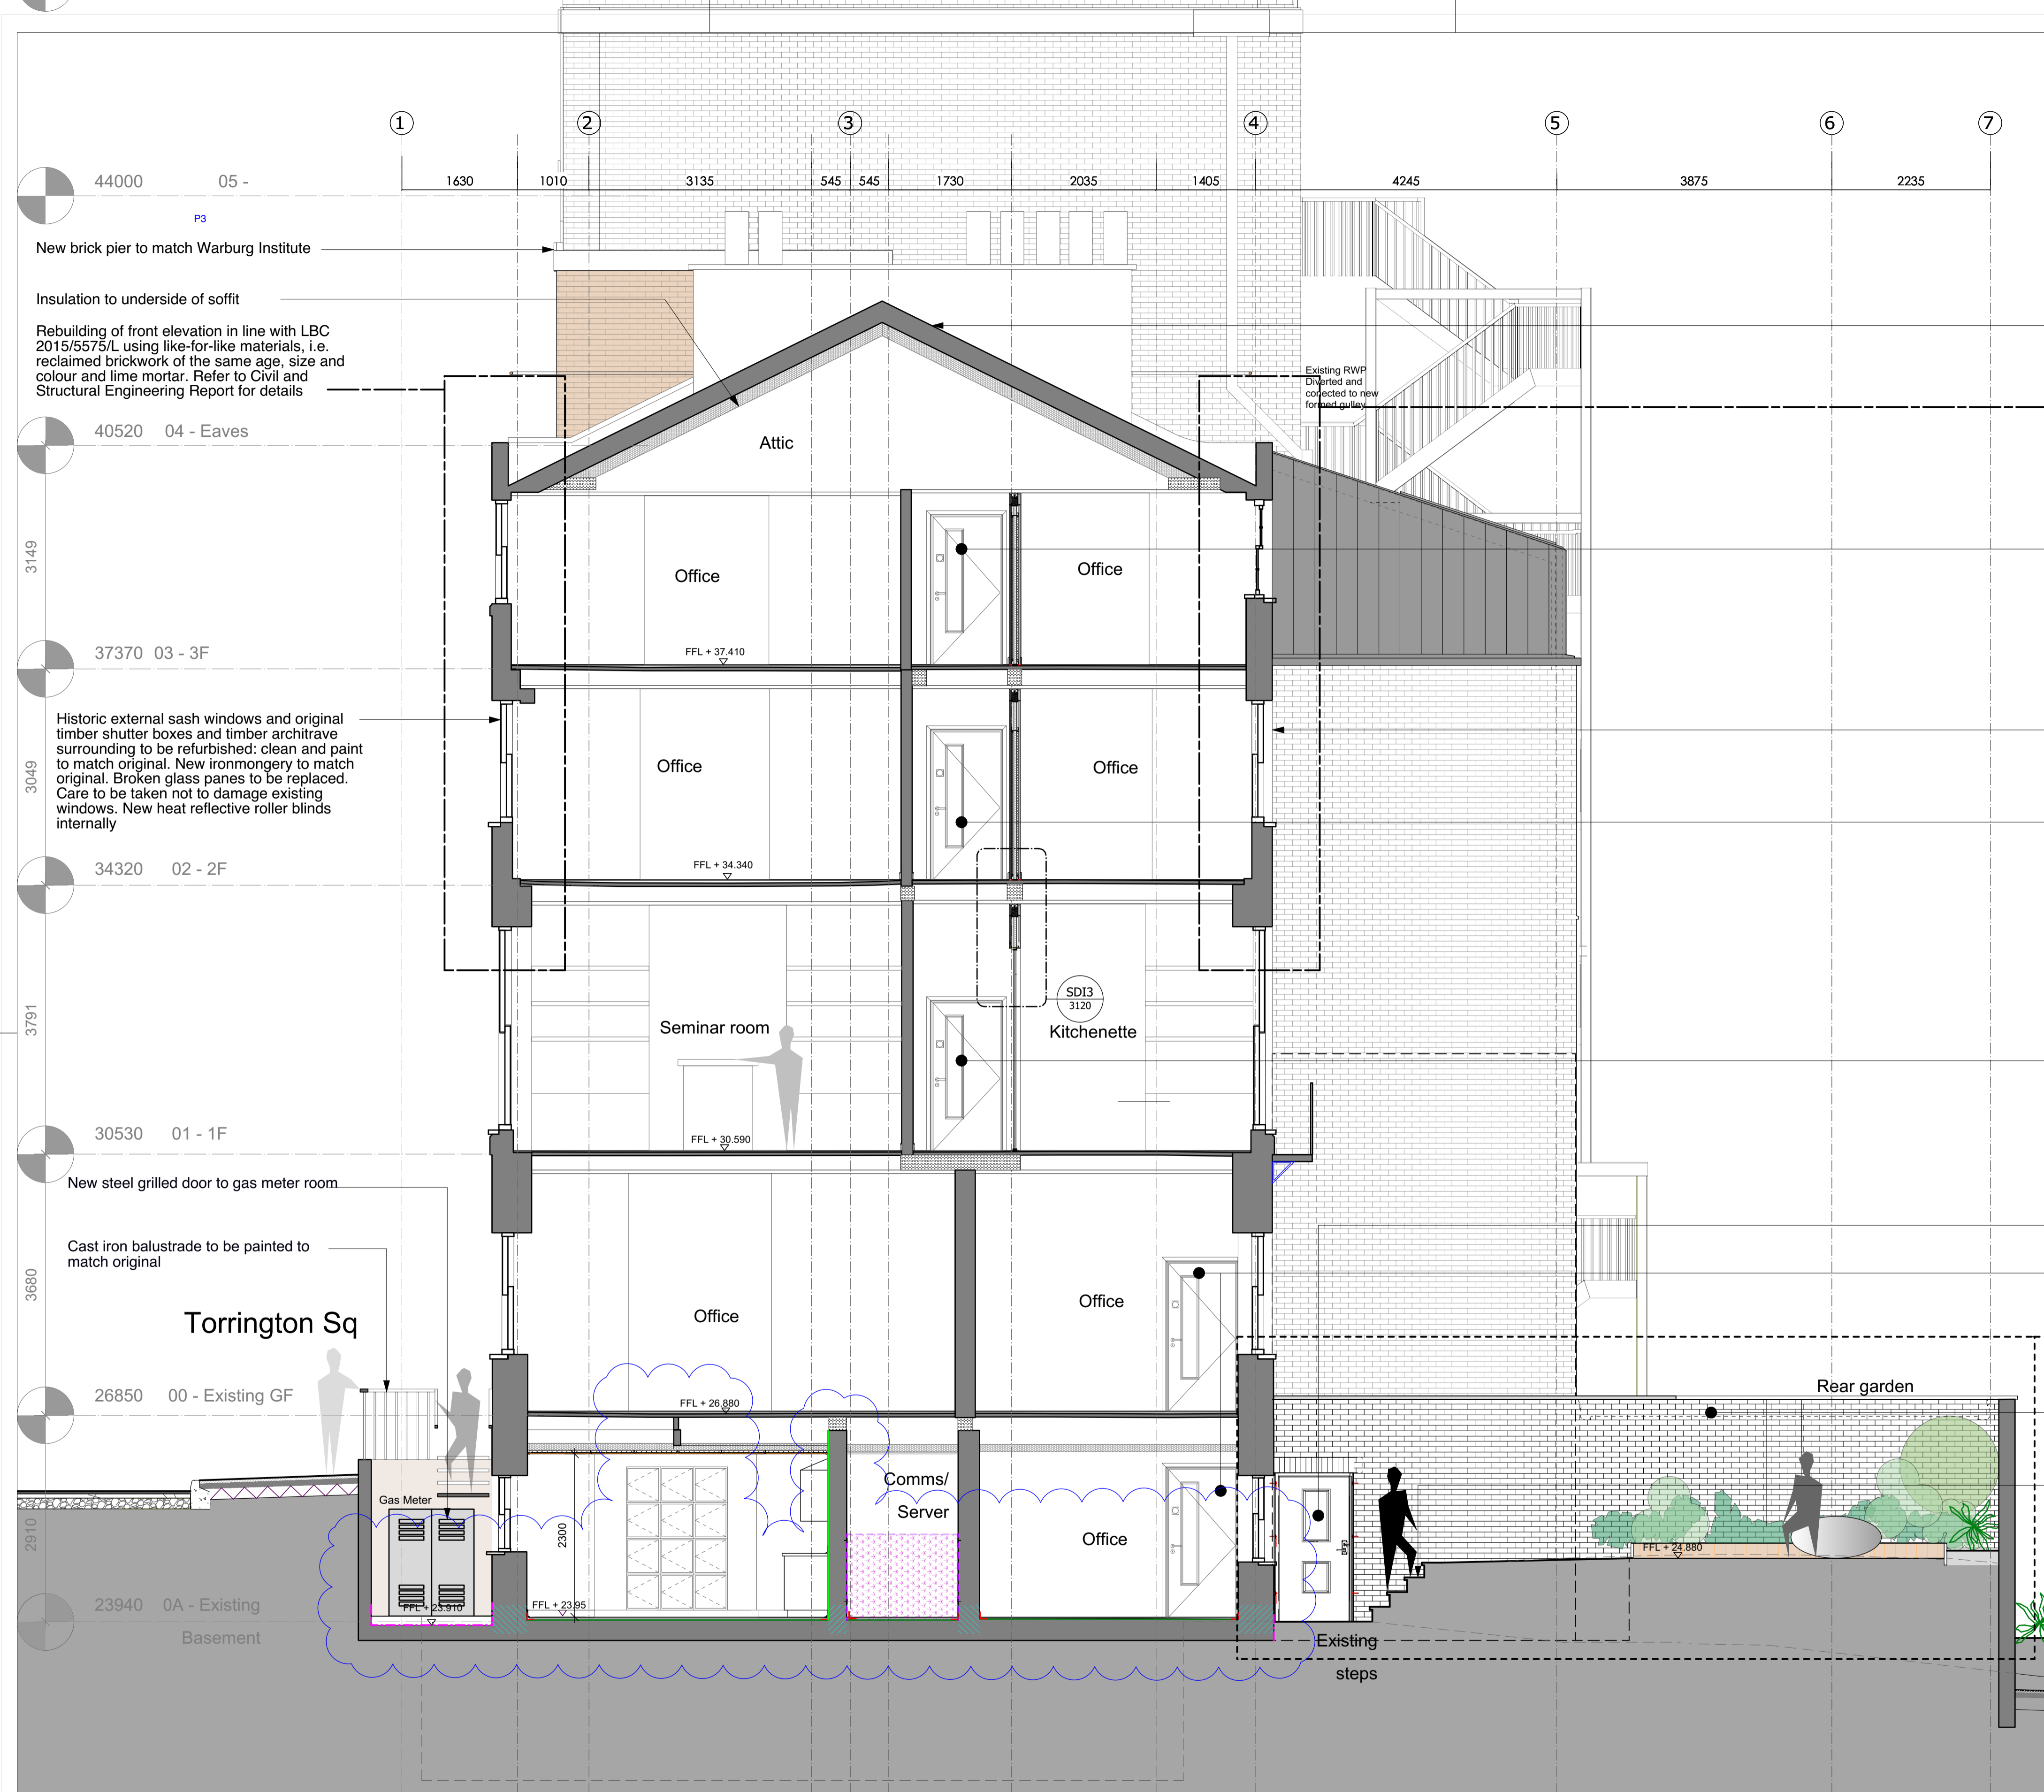 1
2
3
4
5
6
7
1630
1010
3135
545
545
1730
2035
1405
4245
3875
2235
44000 05 -
P3
New brick pier to match Warburg Institute
Insulation to underside of soffit
Rebuilding of front elevation in line with LBC
2015/5575/L using like-for-like materials, i.e.
reclaimed brickwork of the same age, size and
colour and lime mortar. Refer to Civil and
Structural Engineering Report for details
Existing RWP
Diverted and
conected to new
formed gulley
40520 04 - Eaves
Attic
3149
Office
Office
37370 03 - 3F
FFL + 37.410
Historic external sash windows and original
timber shutter boxes and timber architrave
surrounding to be refurbished: clean and paint
to match original. New ironmongery to match
original. Broken glass panes to be replaced.
Care to be taken not to damage existing
windows. New heat reflective roller blinds
internally
3049
Office
Office
34320 02 - 2F
FFL + 34.340
3791
SDI3
3120
Seminar room
Kitchenette
30530 01 - 1F
FFL + 30.590
New steel grilled door to gas meter room
Cast iron balustrade to be painted to
match original
3680
Torrington Sq
Office
Office
26850 00 - Existing GF
FFL + 26.880
Rear garden
Gas Meter
Comms/
Server
2910
2300
Office
FFL + 24.880
23940 0A - Existing
Basement
FFL + 23.910
FFL + 23.95
Existing
steps